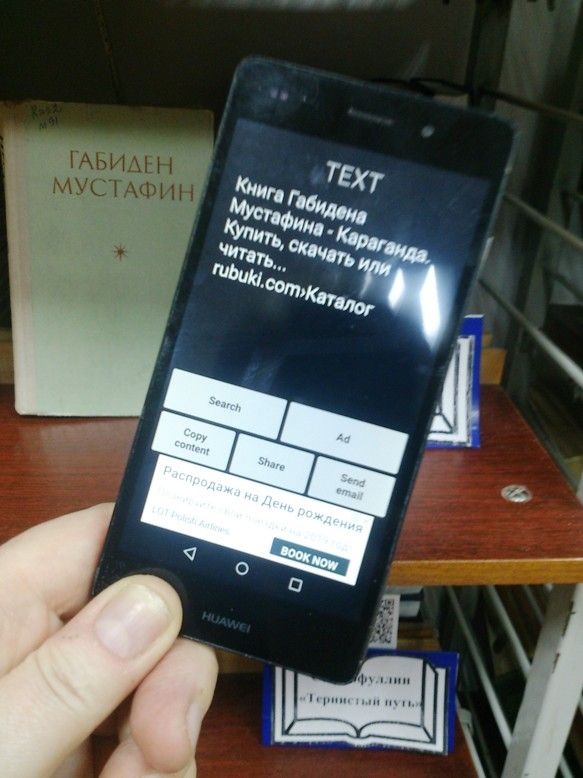 ГАБИДЕН
МУСТАФИН
TEXT
Книга Габидена
Мустафина - Караганда.
Купить, скачать или
читать...
rubuki.com›Каталог
Search
Ad
Copy
content
Share
Send
email
Распродажа на День рождения
LOT Polish Airlines
BOOK NOW
HUAWEI
«Тернистый путь»